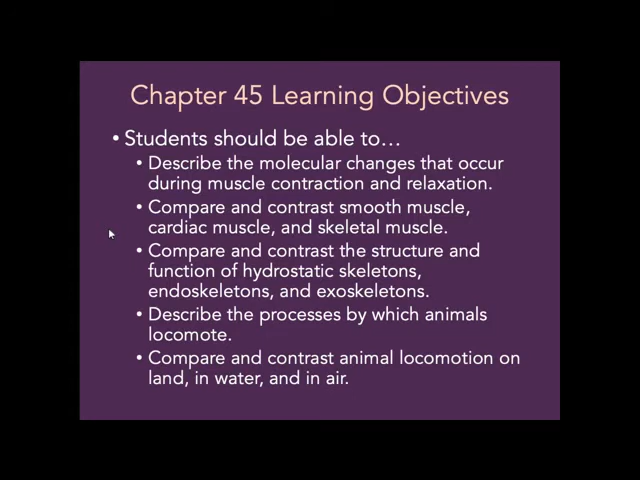 Chapter 45 Learning Objectives
• Students should be able to…
• Describe the molecular changes that occur
during muscle contraction and relaxation.
• Compare and contrast smooth muscle,
cardiac muscle, and skeletal muscle.
• Compare and contrast the structure and
function of hydrostatic skeletons,
endoskeletons, and exoskeletons.
• Describe the processes by which animals
locomote.
• Compare and contrast animal locomotion on
land, in water, and in air.